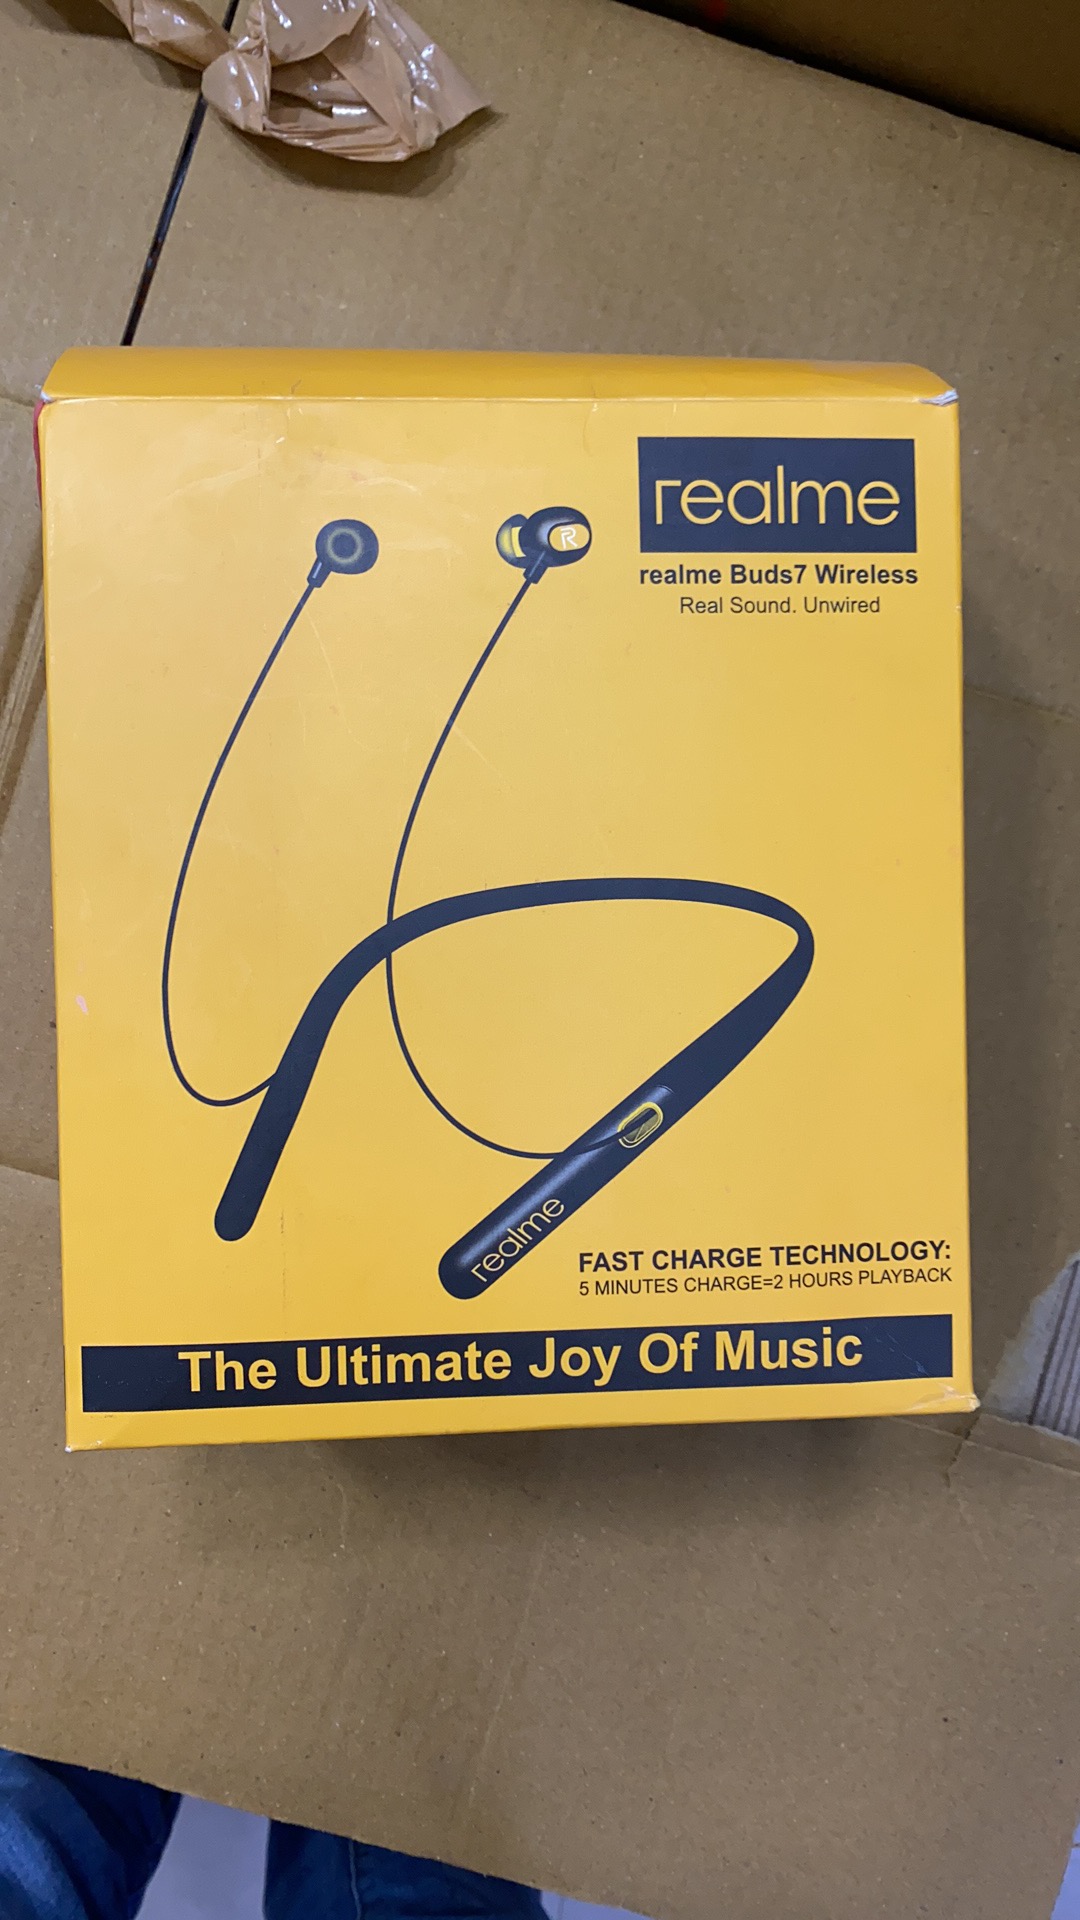 realme
realme Buds7 Wireless
Real Sound. Unwired
R
realme
FAST CHARGE TECHNOLOGY:
5 MINUTES CHARGE=2 HOURS PLAYBACK
The Ultimate Joy Of Music